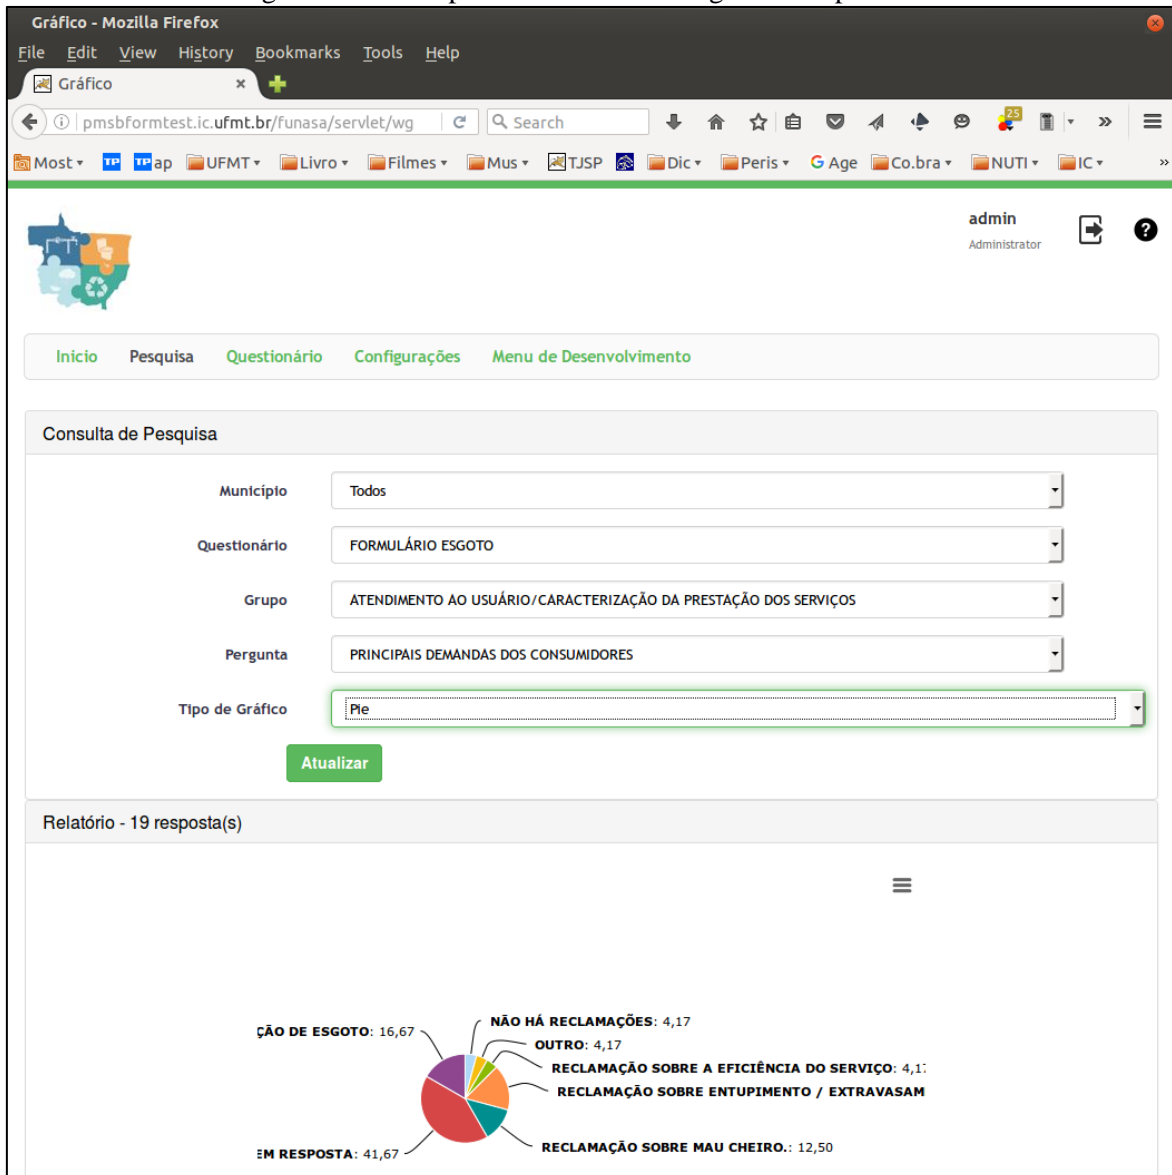 Gráfico - Mozilla Firefox
File Edit View History Bookmarks Tools Help
Gráfico
pmsbformtest.ic.ufmt.br/funasa/servlet/wg Search 25
Most TP TP ap UFMT Livro Filmes Mus TJSP Dic Peris G Age Co.bra NUTI IC »
admin
Administrator
Inicio Pesquisa Questionário Configurações Menu de Desenvolvimento
Consulta de Pesquisa
Município Todos
Questionário FORMULÁRIO ESGOTO
Grupo ATENDIMENTO AO USUÁRIO/CARACTERIZAÇÃO DA PRESTAÇÃO DOS SERVIÇOS
Pergunta PRINCIPAIS DEMANDAS DOS CONSUMIDORES
Tipo de Gráfico Pie
Atualizar
Relatório - 19 resposta(s)
NÃO HÁ RECLAMAÇÕES: 4,17
ÇÃO DE ESGOTO: 16,67
OUTRO: 4,17
RECLAMAÇÃO SOBRE A EFICIÊNCIA DO SERVIÇO: 4,17
RECLAMAÇÃO SOBRE ENTUPIMENTO / EXTRAVASAM
RECLAMAÇÃO SOBRE MAU CHEIRO.: 12,50
EM RESPOSTA: 41,67